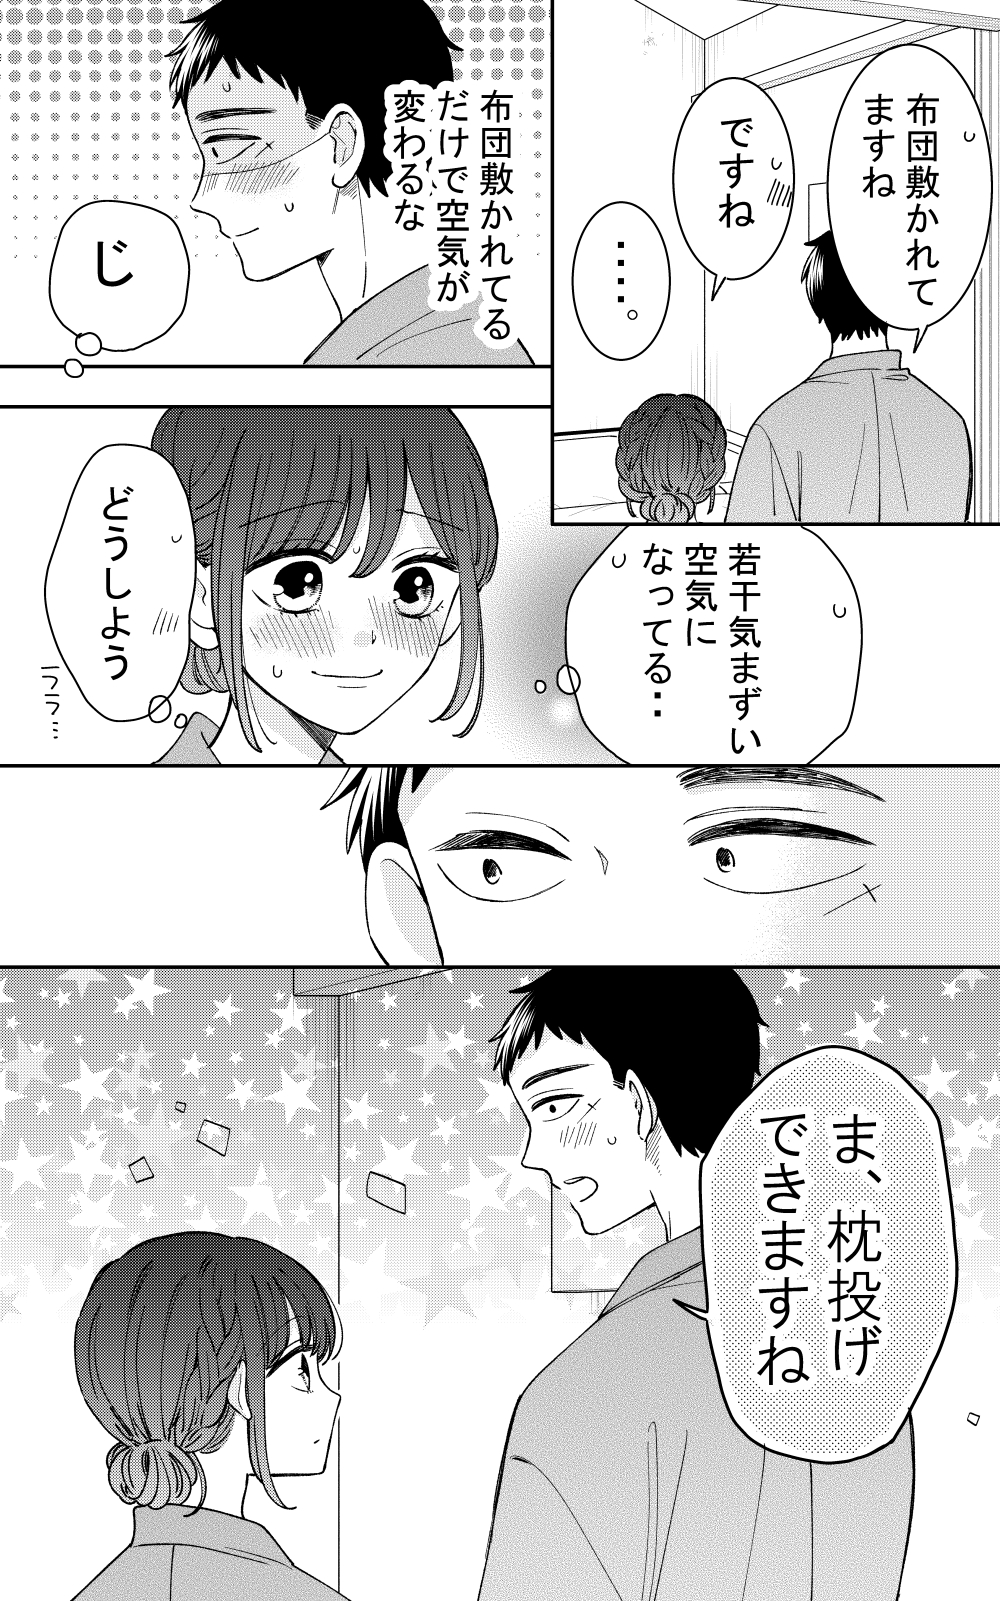 布団敷かれて
ますね
ですね
・・・・。
布団敷かれてる
だけで空気が
変わるな
じ
若干気まずい
空気に
なってる・・
どうしよう
フラ…
ま、枕投げ
できますね